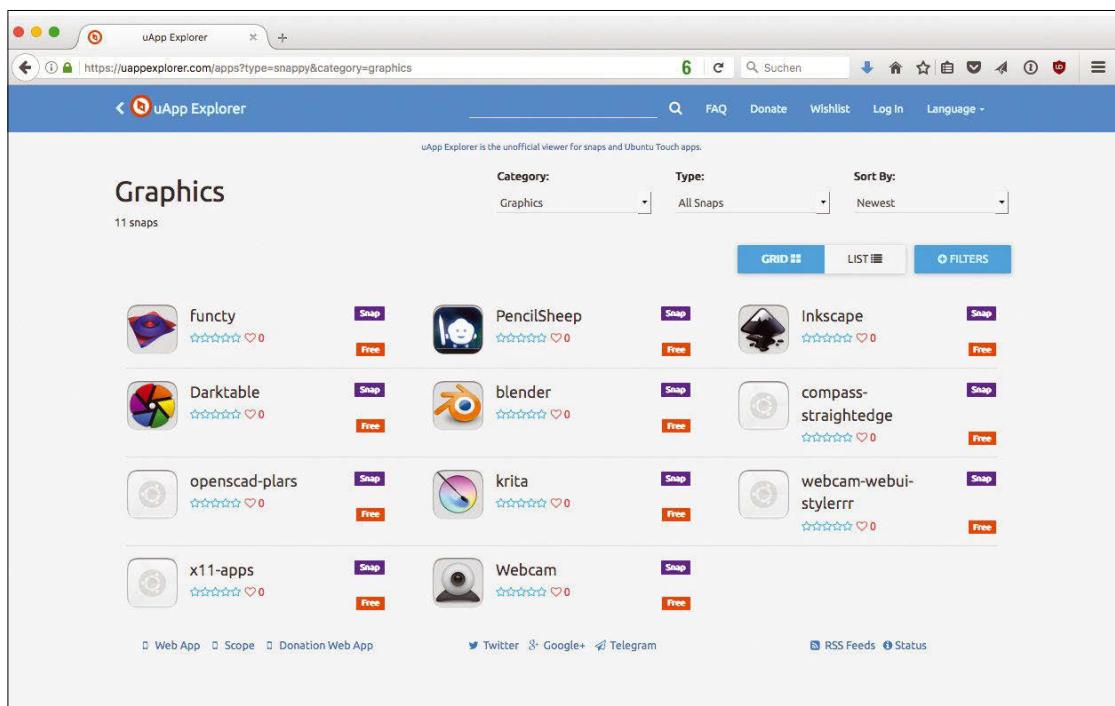 uApp Explorer
https://uappexplorer.com/apps?type=snappy&category=graphics
6
Suchen
uApp Explorer
FAQ
Donate
Wishlist
Log In
Language
uApp Explorer is the unofficial viewer for snaps and Ubuntu Touch apps.
Graphics
11 snaps
Category:
Graphics
Type:
All Snaps
Sort By:
Newest
GRID
LIST
FILTERS
functy
Snap
0
Free
PencilSheep
Snap
0
Free
Inkscape
Snap
0
Free
Darktable
Snap
0
Free
blender
Snap
0
Free
compass-
straightedge
Snap
0
Free
openscad-plars
Snap
0
Free
krita
Snap
0
Free
webcam-webui-
stylerrr
Snap
0
Free
x11-apps
Snap
0
Free
Webcam
Snap
0
Free
Web App
Scope
Donation Web App
Twitter
Google+
Telegram
RSS Feeds
Status